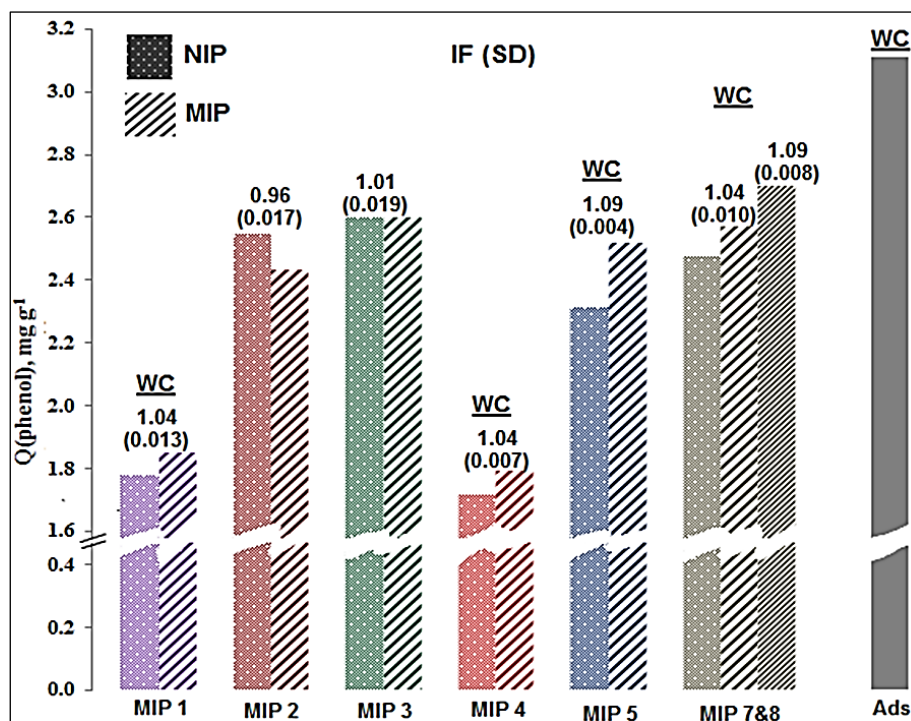 3.2
3.0
2.8
2.6
2.4
2.2
2.0
1.8
1.6
0.4
0.2
0.0
Q(phenol), mg g¹
NIP
MIP
IF (SD)
WC
1.04
(0.013)
0.96
(0.017)
1.01
(0.019)
WC
1.04
(0.007)
WC
1.09
(0.004)
WC
1.04
(0.010)
1.09
(0.008)
WC
MIP 1
MIP 2
MIP 3
MIP 4
MIP 5
MIP 7&8
Ads